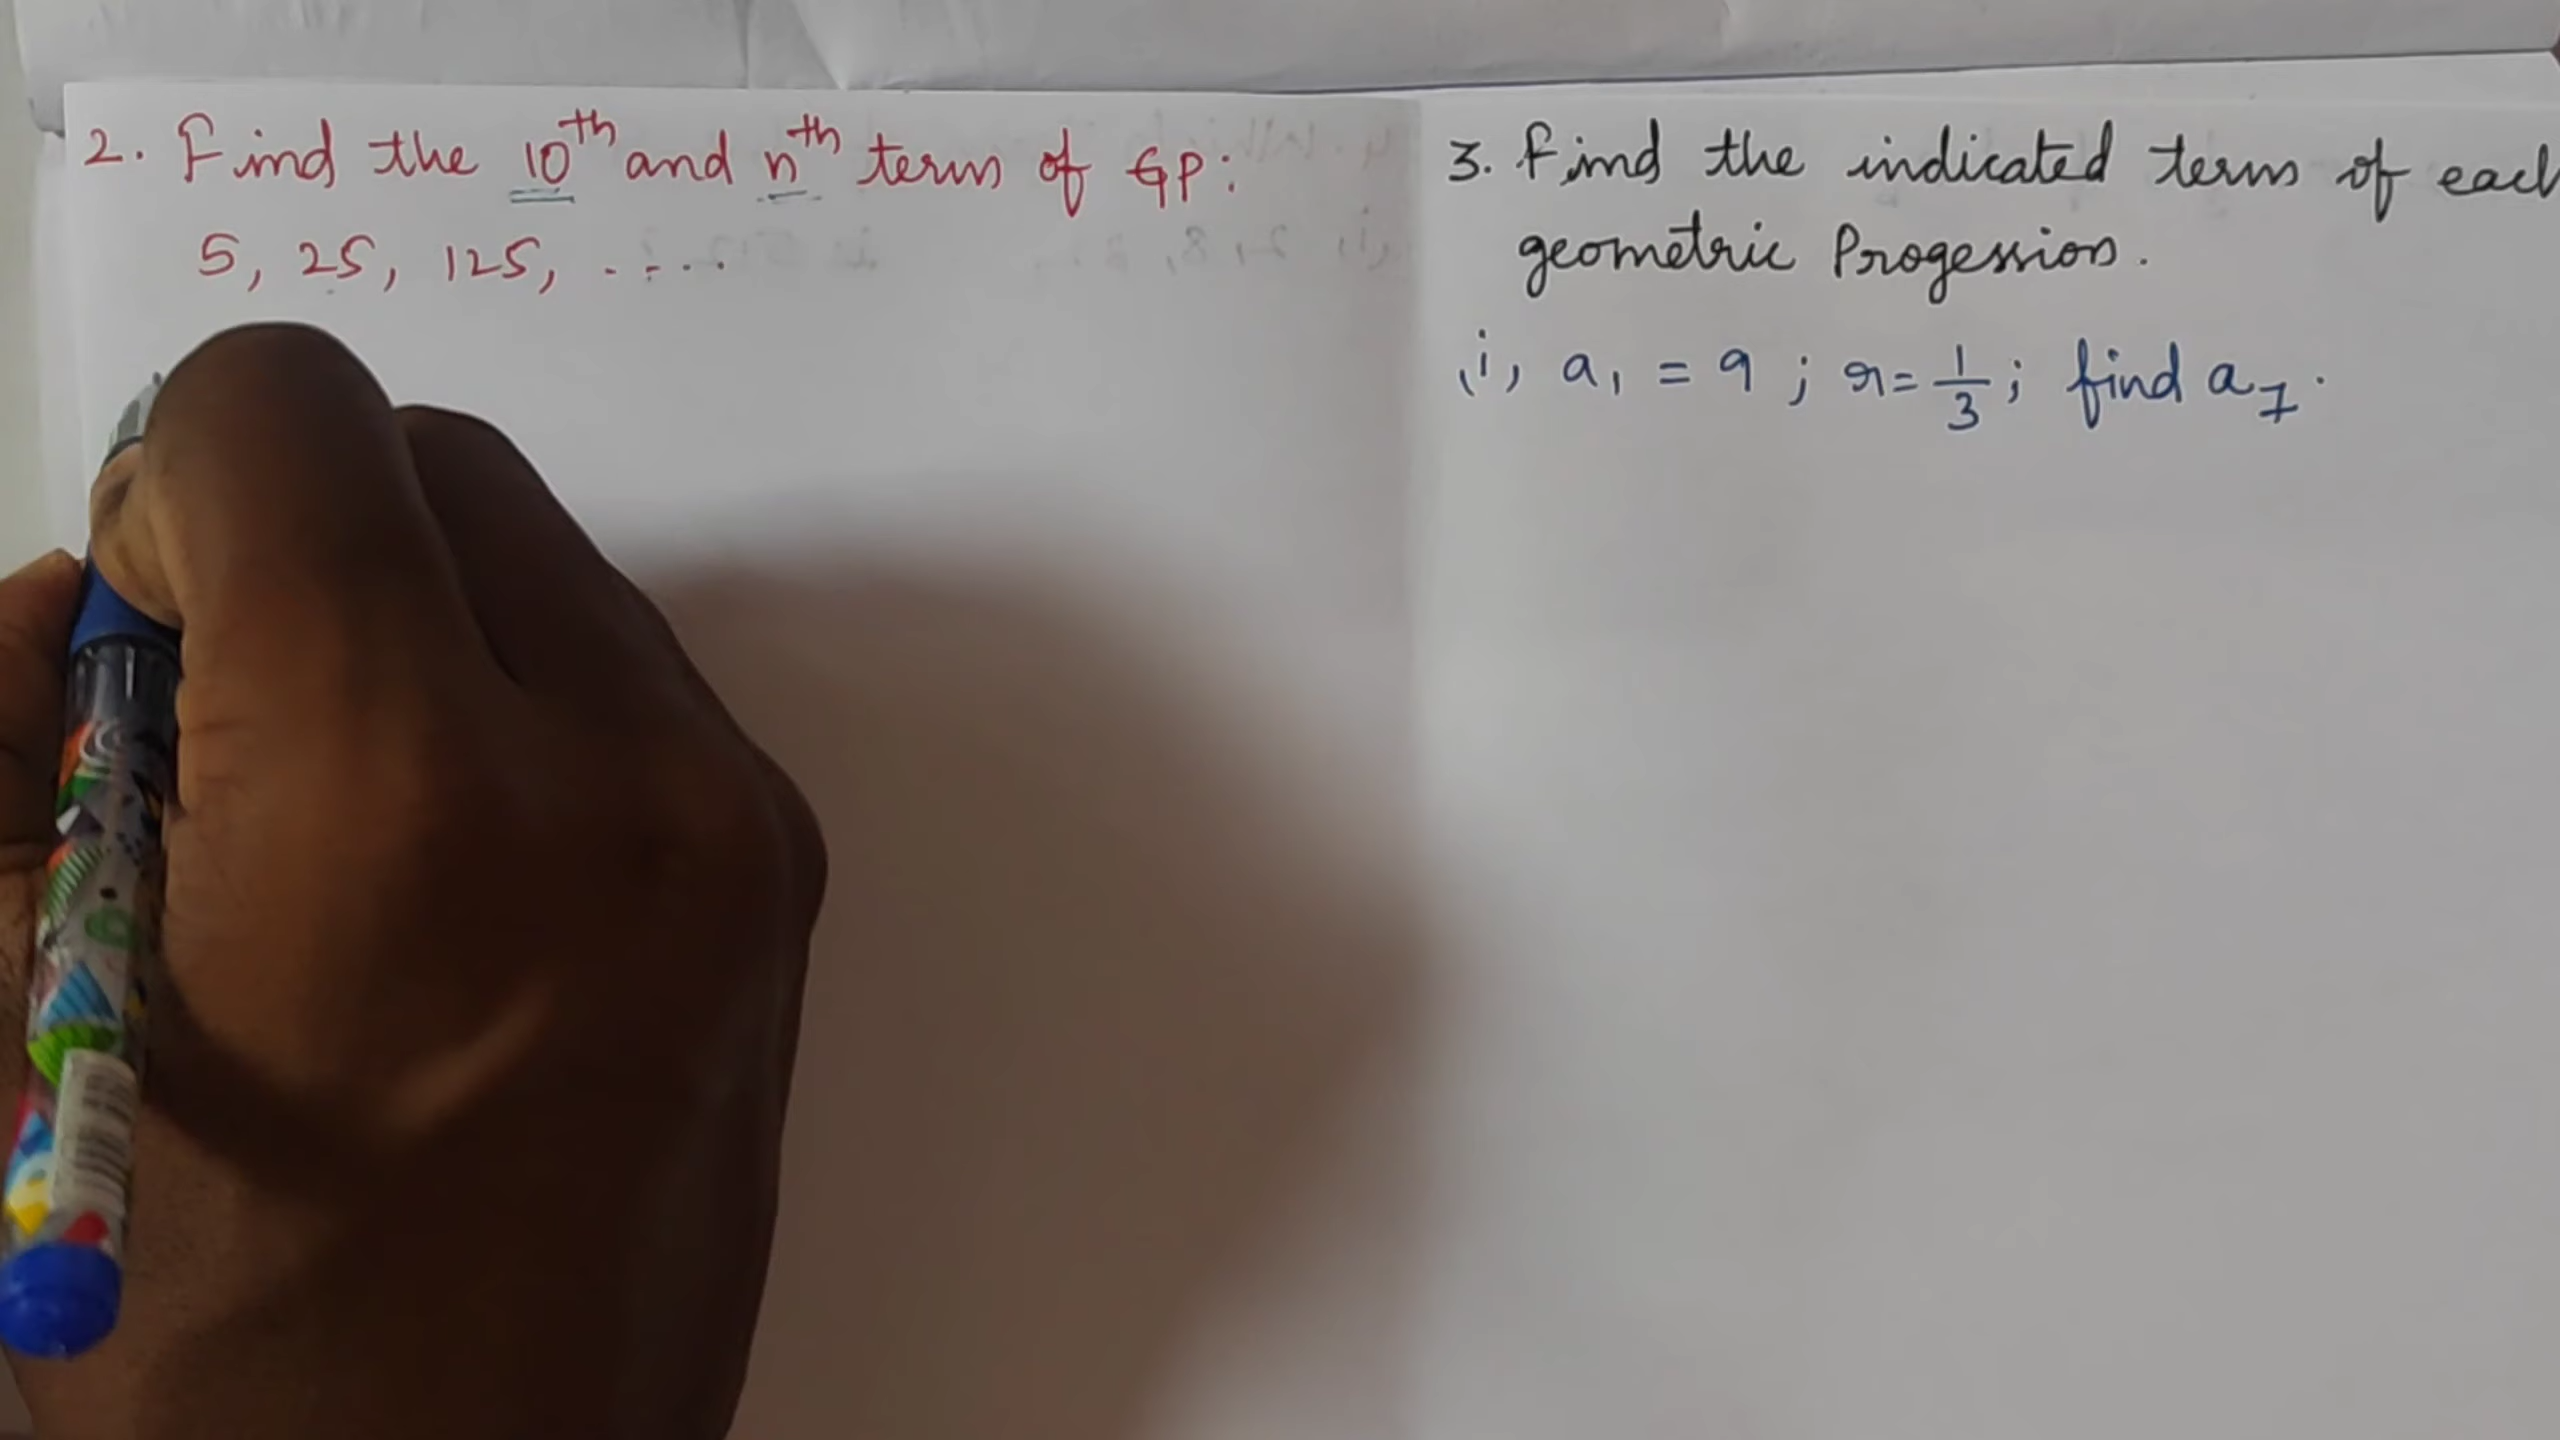 2. Find the 10th and nth term of GP:
5, 25, 125, ....
3. Find the indicated term of each
geometric Progession.
(i) a₁ = 9 ; r = 1/3 ; find a₇.